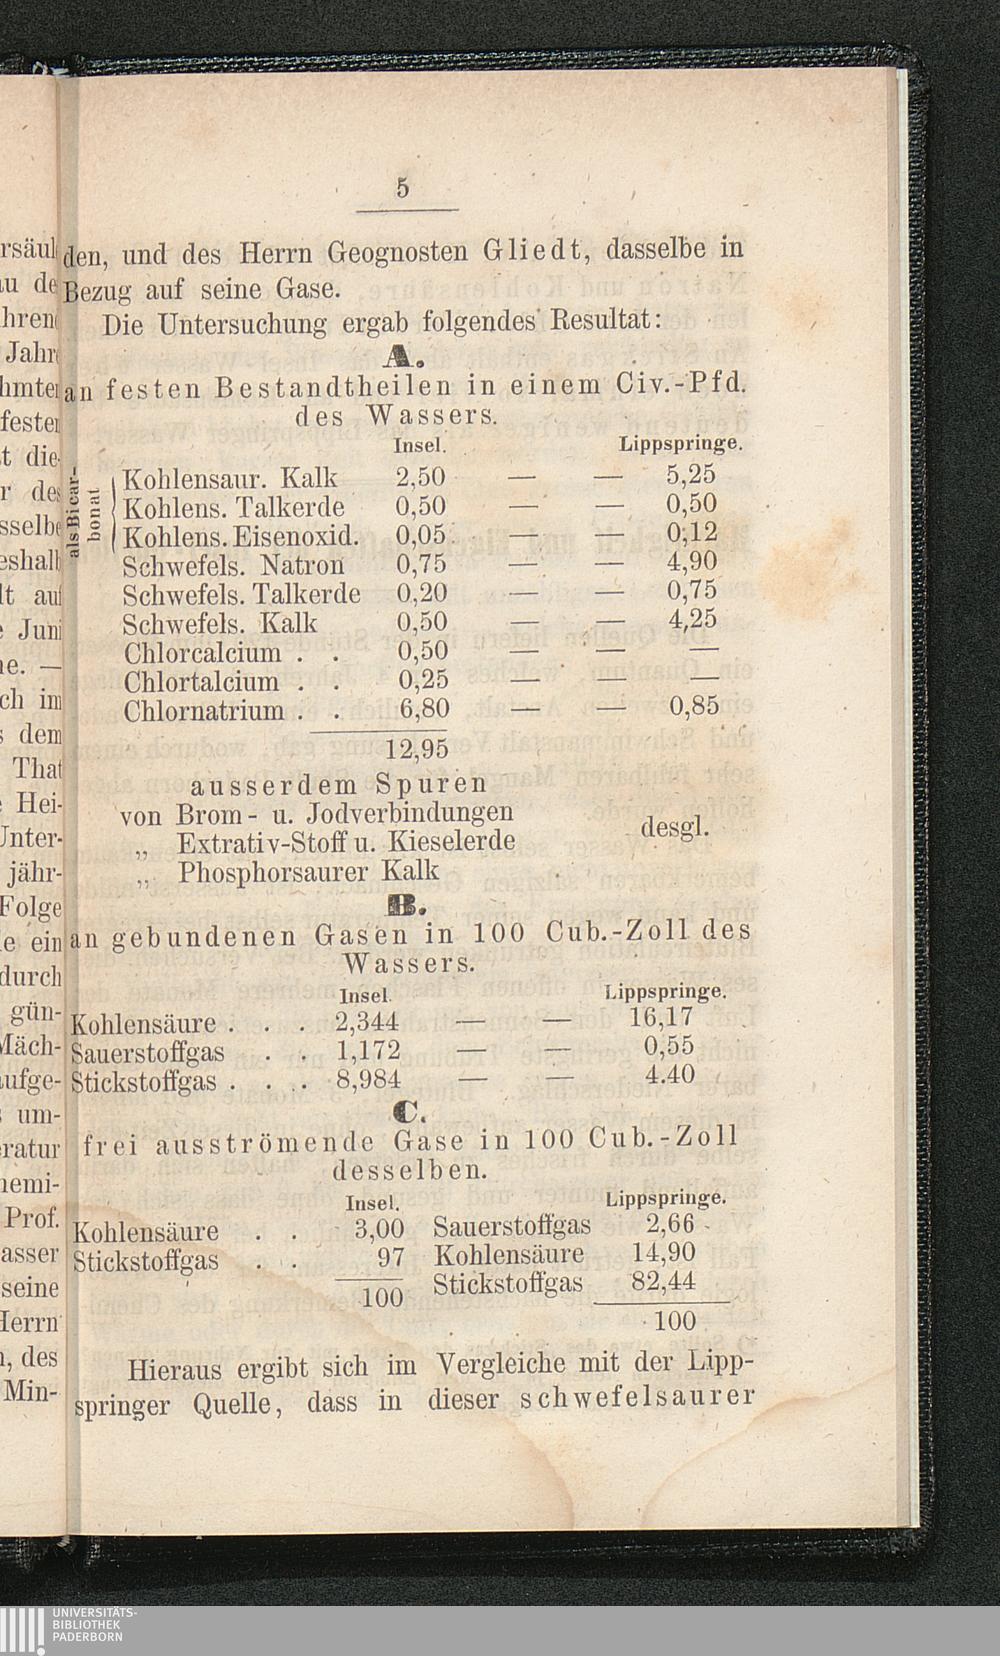 5
den, und des Herrn Geognosten Gliedt, dasselbe in
Bezug auf seine Gase.
Die Untersuchung ergab folgendes Resultat:
A.
an festen Bestandtheilen in einem Civ.-Pfd.
des Wassers.
Insel. Lippspringe.
als Bicar-
bonat
Kohlensaur. Kalk 2,50 — — 5,25
Kohlens. Talkerde 0,50 — — 0,50
Kohlens. Eisenoxid. 0,05 — — 0,12
Schwefels. Natron 0,75 — — 4,90
Schwefels. Talkerde 0,20 — — 0,75
Schwefels. Kalk 0,50 — — 4,25
Chlorcalcium . . 0,50 — — —
Chlortalcium . . 0,25 — — —
Chlornatrium . . 6,80 — — 0,85
12,95
ausserdem Spuren
von Brom- u. Jodverbindungen
„ Extrativ-Stoff u. Kieselerde desgl.
„ Phosphorsaurer Kalk
B.
an gebundenen Gasen in 100 Cub.-Zoll des
Wassers.
Insel. Lippspringe.
Kohlensäure . . . 2,344 — — 16,17
Sauerstoffgas . . 1,172 — — 0,55
Stickstoffgas . . . 8,984 — — 4.40
C.
frei ausströmende Gase in 100 Cub.-Zoll
desselben.
Insel. Lippspringe.
Kohlensäure . . 3,00 Sauerstoffgas 2,66
Stickstoffgas . . 97 Kohlensäure 14,90
100 Stickstoffgas 82,44
100
Hieraus ergibt sich im Vergleiche mit der Lipp-
springer Quelle, dass in dieser schwefelsaurer
UNIVERSITÄTS-
BIBLIOTHEK
PADERBORN